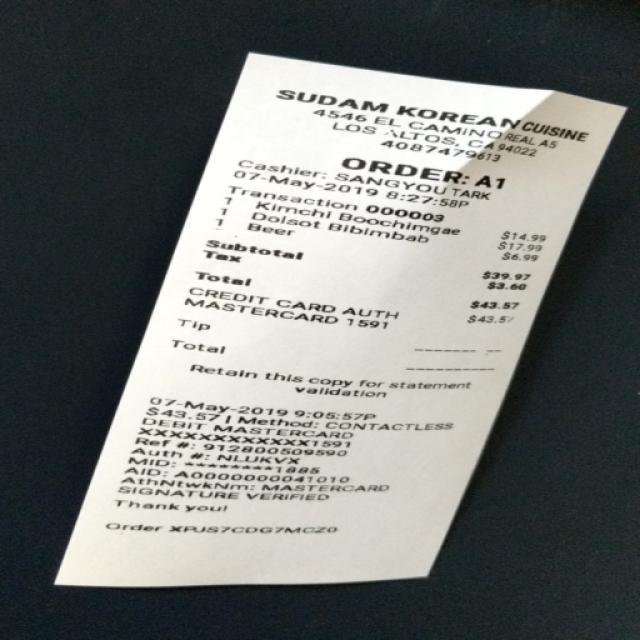 SUDAM KOREAN CUISINE
4546 EL CAMINO REAL A5
LOS ALTOS, CA 94022
4087479613
ORDER: A1
Cashier: SANGYOU TARK
07-May-2019 8:27:58P
Transaction 000003
1 Kimchi Boochimgae $14.99
1 Dolsot Bibimbab $17.99
1 Beer $6.99
Subtotal $39.97
Tax $3.60
Total $43.57
CREDIT CARD AUTH $43.57
MASTERCARD 1591
Tip
Total
Retain this copy for statement
validation
07-May-2019 9:05:57P
$43.57 | Method: CONTACTLESS
DEBIT MASTERCARD
XXXXXXXXXXXX1591
Ref #: 912800509590
Auth #:
MID: ********1885
AID: A0000000041010
AthNtwkNm: MASTERCARD
SIGNATURE VERIFIED
Thank you!
Order XPJS7CDG7MCZ0